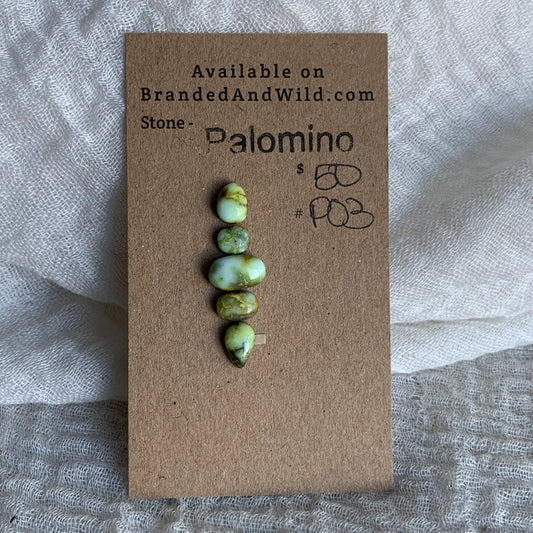 Available on
BrandedAndWild.com
Stone - Palomino
$ 50
# P03